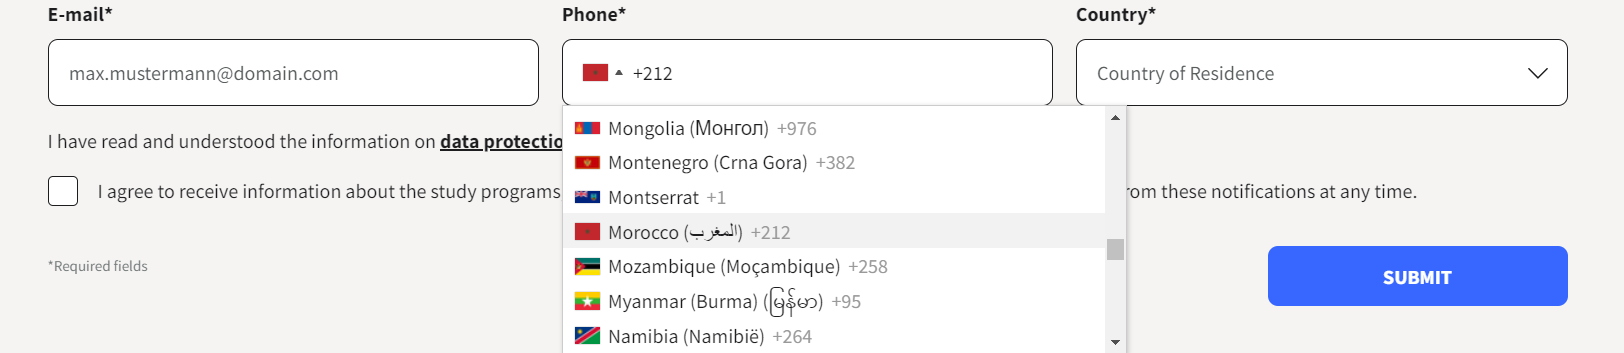 E-mail*
Phone*
Country*
max.mustermann@domain.com
+212
Country of Residence
Mongolia (Монгол) +976
I have read and understood the information on data protectio
Montenegro (Crna Gora) +382
I agree to receive information about the study programs
Montserrat +1
rom these notifications at any time.
Morocco (المغرب) +212
*Required fields
Mozambique (Moçambique) +258
SUBMIT
Myanmar (Burma) (မြန်မာ) +95
Namibia (Namibië) +264